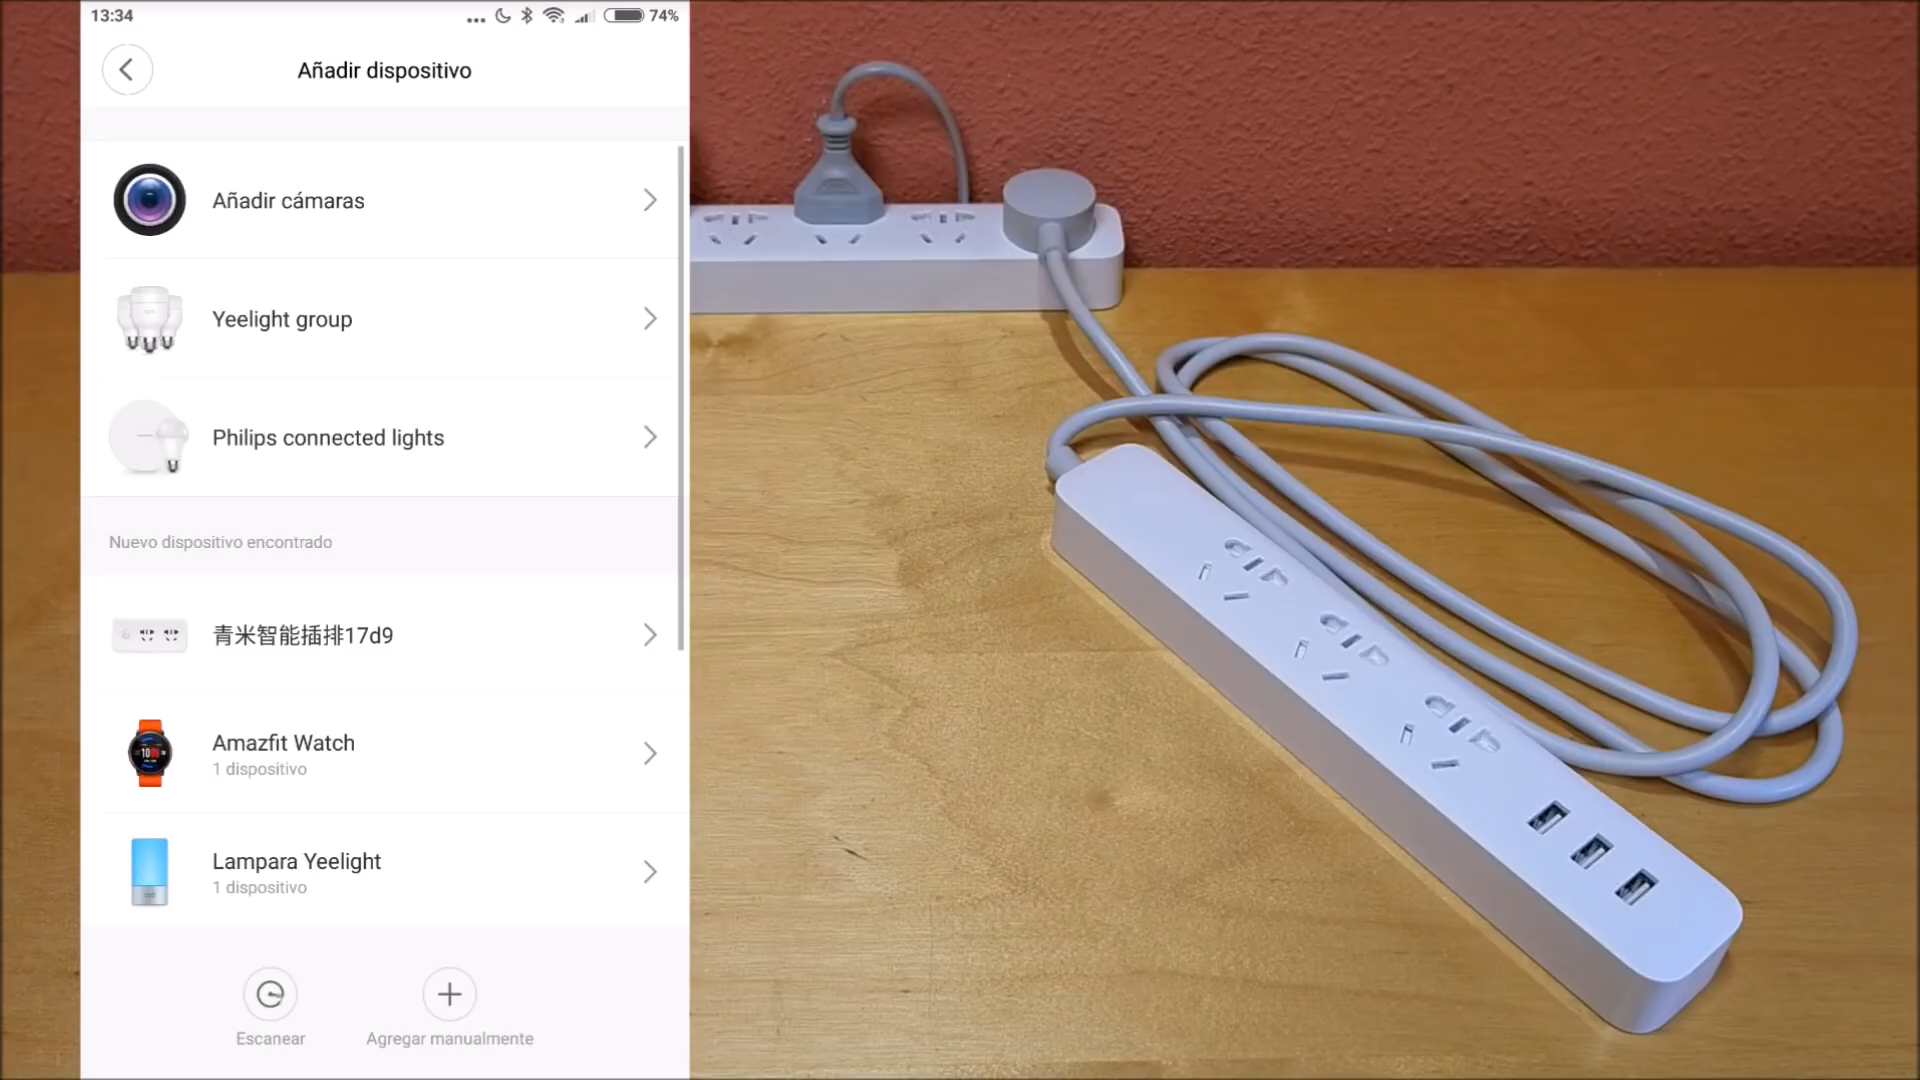 13:34
74%
Añadir dispositivo
Añadir cámaras
Yeelight group
Philips connected lights
Nuevo dispositivo encontrado
青米智能插排17d9
Amazfit Watch
1 dispositivo
Lampara Yeelight
1 dispositivo
Escanear
Agregar manualmente